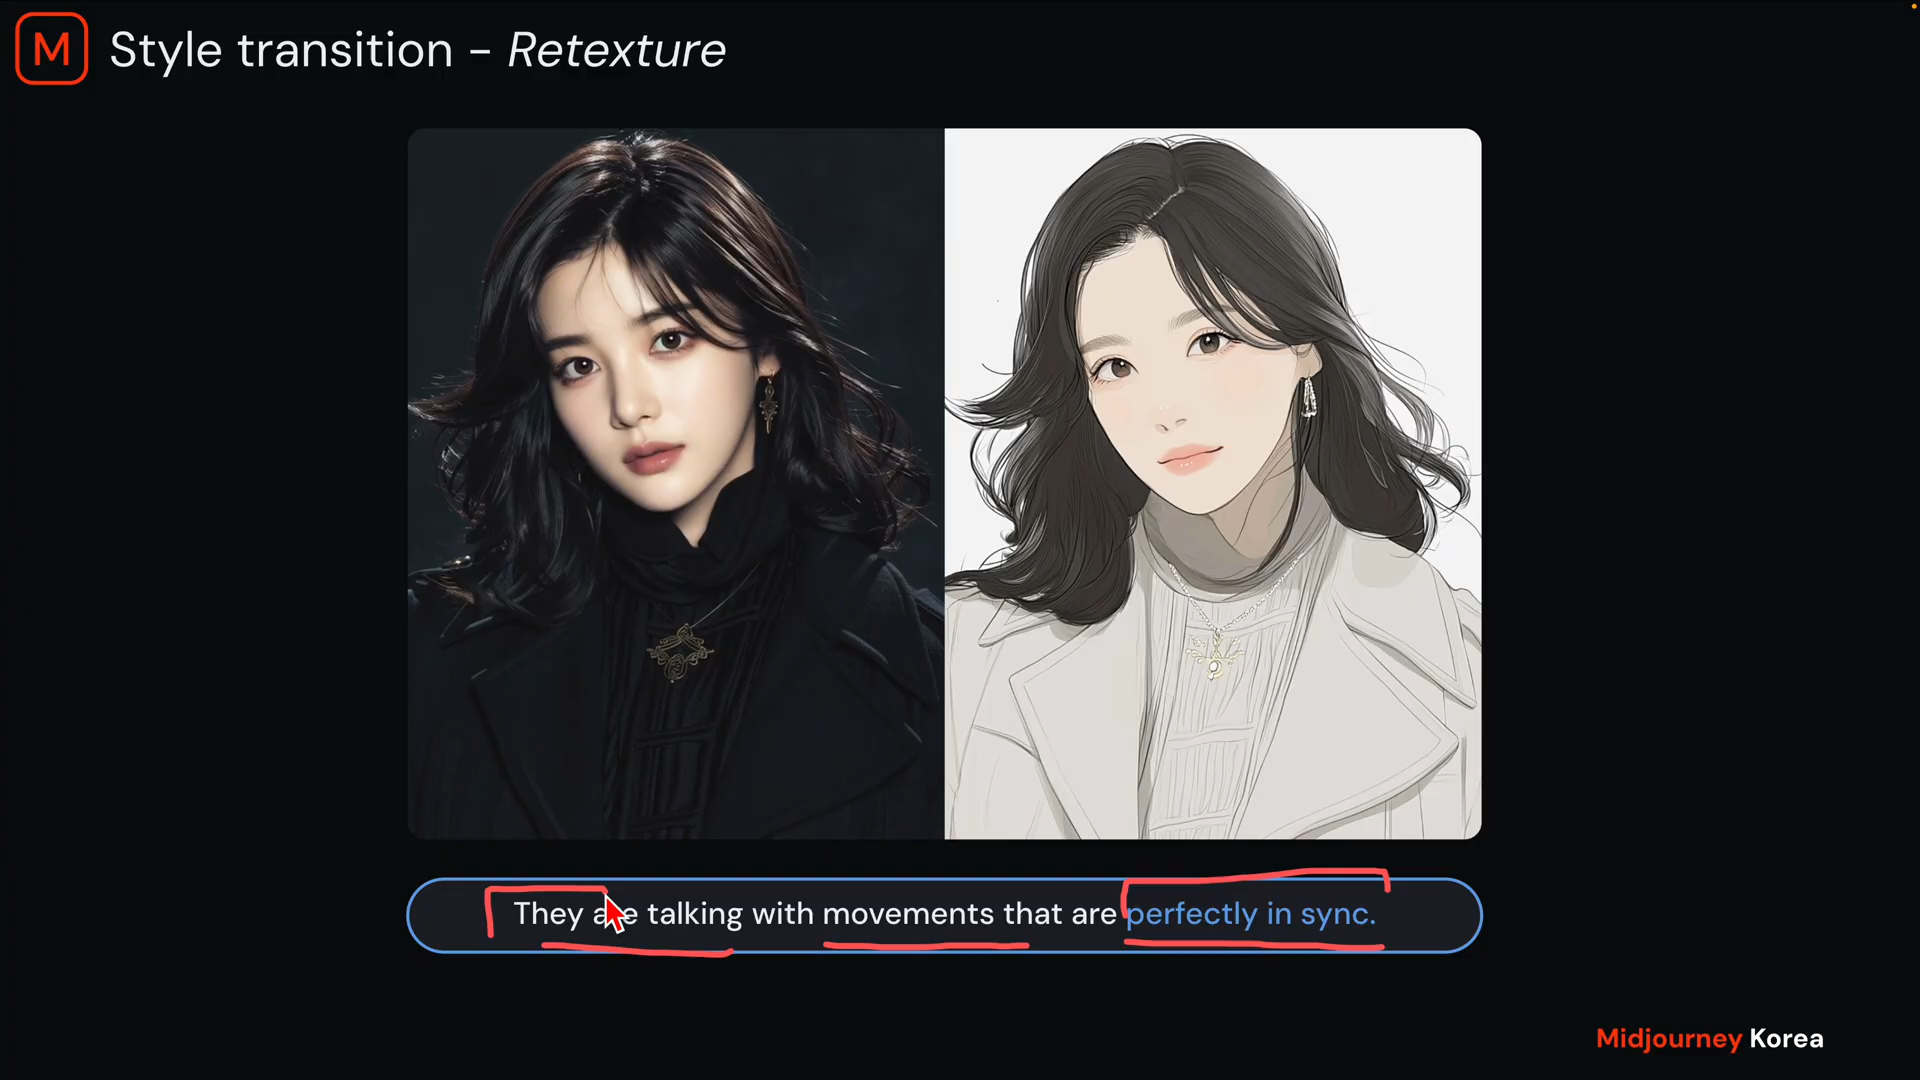 M
Style transition - Retexture
They are talking with movements that are perfectly in sync.
Midjourney Korea